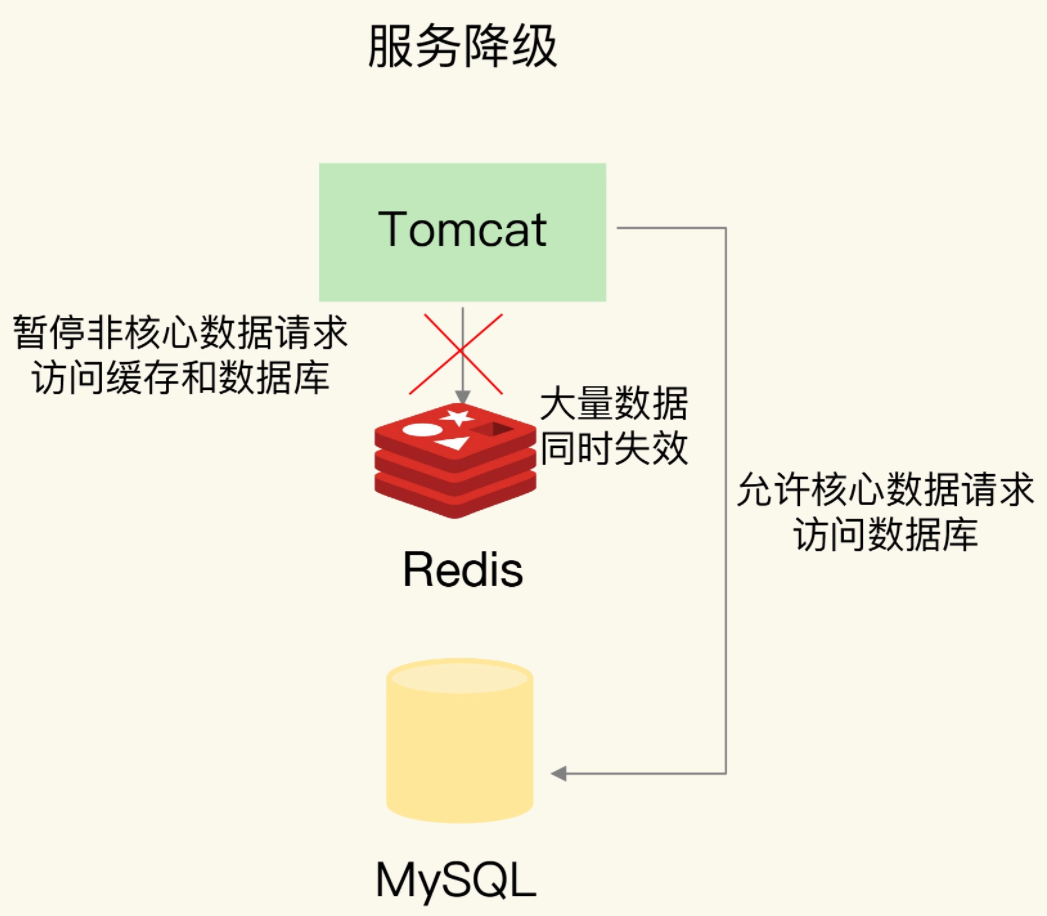 服务降级
Tomcat
暂停非核心数据请求
访问缓存和数据库
大量数据
同时失效
允许核心数据请求
访问数据库
Redis
MySQL